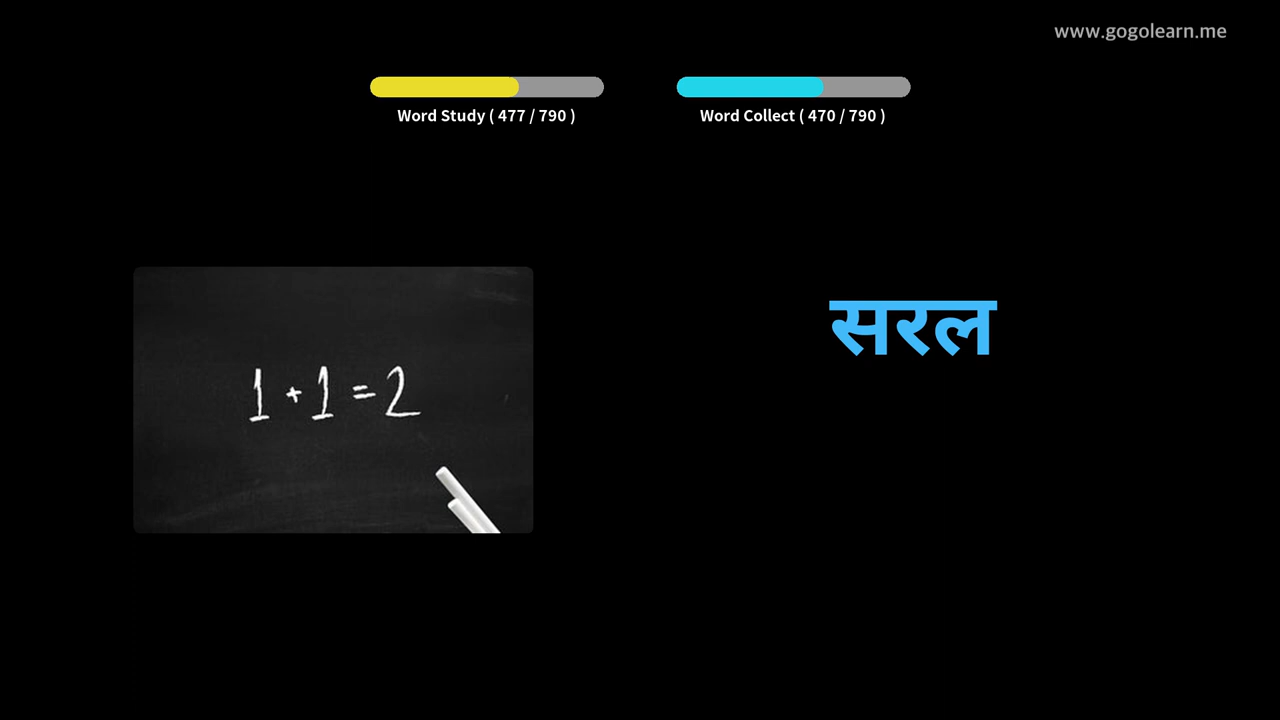 www.gogolearn.me
Word Study ( 477 / 790 )
Word Collect ( 470 / 790 )
1 + 1 = 2
सरल